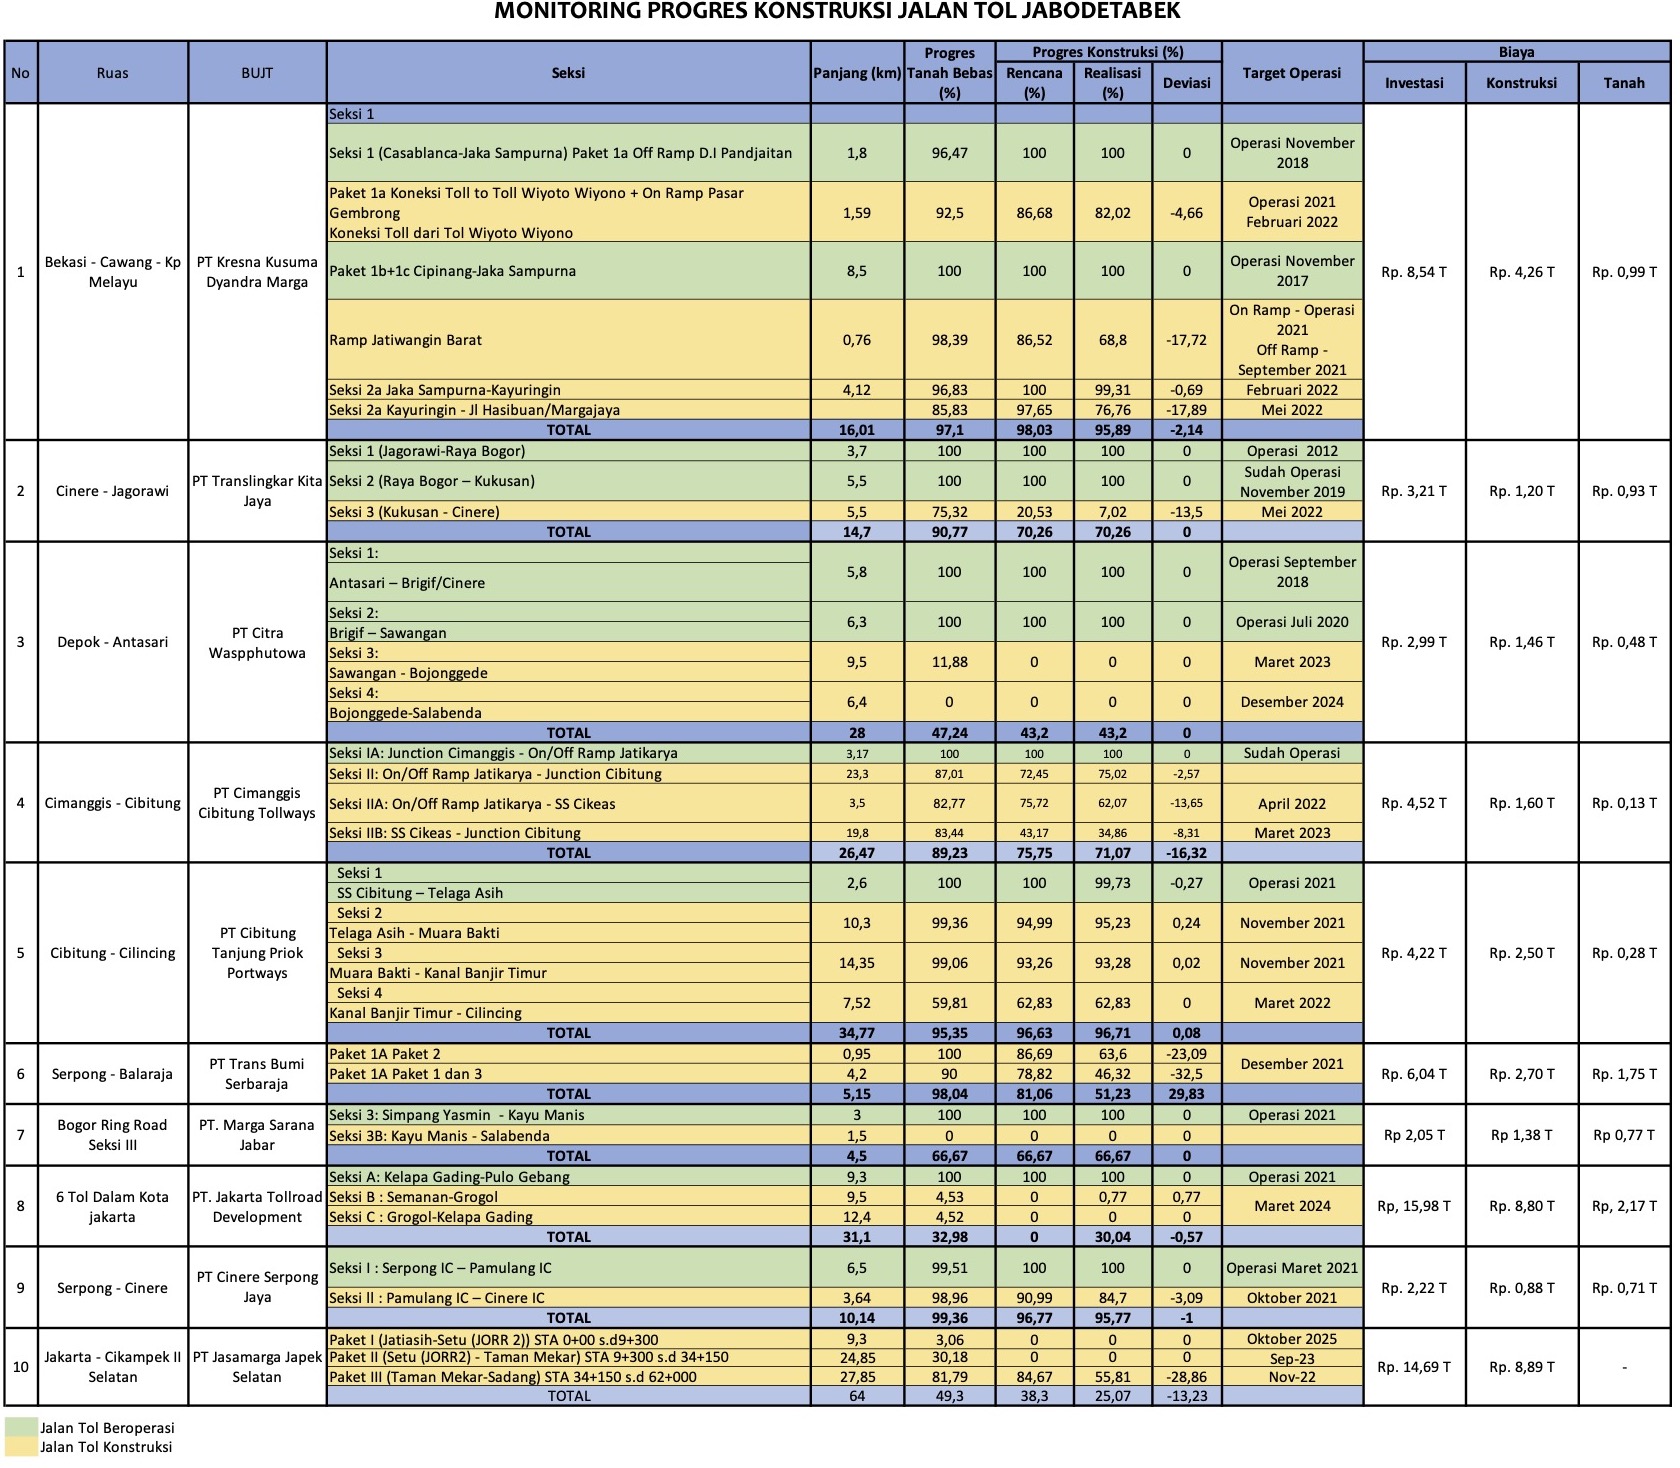 MONITORING PROGRES KONSTRUKSI JALAN TOL JABODETABEK
No Ruas BUJT Seksi Panjang (km) Progres Tanah Bebas (%) Progres Konstruksi (%) Rencana (%) Realisasi (%) Deviasi Target Operasi Biaya Investasi Konstruksi Tanah
1 Bekasi - Cawang - Kp Melayu PT Kresna Kusuma Dyandra Marga Rp. 8,54 T Rp. 4,26 T Rp. 0,99 T
Seksi 1
Seksi 1 (Casablanca-Jaka Sampurna) Paket 1a Off Ramp D.I Pandjaitan 1,8 96,47 100 100 0 Operasi November 2018
Paket 1a Koneksi Toll to Toll Wiyoto Wiyono + On Ramp Pasar
Gembrong
Koneksi Toll dari Tol Wiyoto Wiyono 1,59 92,5 86,68 82,02 -4,66 Operasi 2021 Februari 2022
Paket 1b+1c Cipinang-Jaka Sampurna 8,5 100 100 100 0 Operasi November 2017
Ramp Jatiwangin Barat 0,76 98,39 86,52 68,8 -17,72 On Ramp - Operasi 2021 Off Ramp - September 2021
Seksi 2a Jaka Sampurna-Kayuringin 4,12 96,83 100 99,31 -0,69 Februari 2022
Seksi 2a Kayuringin - Jl Hasibuan/Margajaya 85,83 97,65 76,76 -17,89 Mei 2022
TOTAL 16,01 97,1 98,03 95,89 -2,14
2 Cinere - Jagorawi PT Translingkar Kita Jaya Rp. 3,21 T Rp. 1,20 T Rp. 0,93 T
Seksi 1 (Jagorawi-Raya Bogor) 3,7 100 100 100 0 Operasi 2012
Seksi 2 (Raya Bogor – Kukusan) 5,5 100 100 100 0 Sudah Operasi November 2019
Seksi 3 (Kukusan - Cinere) 5,5 75,32 20,53 7,02 -13,5 Mei 2022
TOTAL 14,7 90,77 70,26 70,26 0
3 Depok - Antasari PT Citra Waspphutowa Rp. 2,99 T Rp. 1,46 T Rp. 0,48 T
Seksi 1:
Antasari – Brigif/Cinere 5,8 100 100 100 0 Operasi September 2018
Seksi 2:
Brigif – Sawangan 6,3 100 100 100 0 Operasi Juli 2020
Seksi 3:
Sawangan - Bojonggede 9,5 11,88 0 0 0 Maret 2023
Seksi 4:
Bojonggede-Salabenda 6,4 0 0 0 0 Desember 2024
TOTAL 28 47,24 43,2 43,2 0
4 Cimanggis - Cibitung PT Cimanggis Cibitung Tollways Rp. 4,52 T Rp. 1,60 T Rp. 0,13 T
Seksi IA: Junction Cimanggis - On/Off Ramp Jatikarya 3,17 100 100 100 0 Sudah Operasi
Seksi II: On/Off Ramp Jatikarya - Junction Cibitung 23,3 87,01 72,45 75,02 -2,57
Seksi IIA: On/Off Ramp Jatikarya - SS Cikeas 3,5 82,77 75,72 62,07 -13,65 April 2022
Seksi IIB: SS Cikeas - Junction Cibitung 19,8 83,44 43,17 34,86 -8,31 Maret 2023
TOTAL 26,47 89,23 75,75 71,07 -16,32
5 Cibitung - Cilincing PT Cibitung Tanjung Priok Portways Rp. 4,22 T Rp. 2,50 T Rp. 0,28 T
Seksi 1
SS Cibitung – Telaga Asih 2,6 100 100 99,73 -0,27 Operasi 2021
Seksi 2
Telaga Asih - Muara Bakti 10,3 99,36 94,99 95,23 0,24 November 2021
Seksi 3
Muara Bakti - Kanal Banjir Timur 14,35 99,06 93,26 93,28 0,02 November 2021
Seksi 4
Kanal Banjir Timur - Cilincing 7,52 59,81 62,83 62,83 0 Maret 2022
TOTAL 34,77 95,35 96,63 96,71 0,08
6 Serpong - Balaraja PT Trans Bumi Serbaraja Desember 2021 Rp. 6,04 T Rp. 2,70 T Rp. 1,75 T
Paket 1A Paket 2 0,95 100 86,69 63,6 -23,09
Paket 1A Paket 1 dan 3 4,2 90 78,82 46,32 -32,5
TOTAL 5,15 98,04 81,06 51,23 29,83
7 Bogor Ring Road Seksi III PT. Marga Sarana Jabar Rp 2,05 T Rp 1,38 T Rp 0,77 T
Seksi 3: Simpang Yasmin - Kayu Manis 3 100 100 100 0 Operasi 2021
Seksi 3B: Kayu Manis - Salabenda 1,5 0 0 0 0
TOTAL 4,5 66,67 66,67 66,67 0
8 6 Tol Dalam Kota jakarta PT. Jakarta Tollroad Development Rp, 15,98 T Rp. 8,80 T Rp, 2,17 T
Seksi A: Kelapa Gading-Pulo Gebang 9,3 100 100 100 0 Operasi 2021
Seksi B : Semanan-Grogol 9,5 4,53 0 0,77 0,77 Maret 2024
Seksi C : Grogol-Kelapa Gading 12,4 4,52 0 0 0
TOTAL 31,1 32,98 0 30,04 -0,57
9 Serpong - Cinere PT Cinere Serpong Jaya Rp. 2,22 T Rp. 0,88 T Rp. 0,71 T
Seksi I : Serpong IC – Pamulang IC 6,5 99,51 100 100 0 Operasi Maret 2021
Seksi II : Pamulang IC – Cinere IC 3,64 98,96 90,99 84,7 -3,09 Oktober 2021
TOTAL 10,14 99,36 96,77 95,77 -1
10 Jakarta - Cikampek II Selatan PT Jasamarga Japek Selatan Rp. 14,69 T Rp. 8,89 T -
Paket I (Jatiasih-Setu (JORR 2)) STA 0+00 s.d9+300 9,3 3,06 0 0 0 Oktober 2025
Paket II (Setu (JORR2) - Taman Mekar) STA 9+300 s.d 34+150 24,85 30,18 0 0 0 Sep-23
Paket III (Taman Mekar-Sadang) STA 34+150 s.d 62+000 27,85 81,79 84,67 55,81 -28,86 Nov-22
TOTAL 64 49,3 38,3 25,07 -13,23
Jalan Tol Beroperasi
Jalan Tol Konstruksi